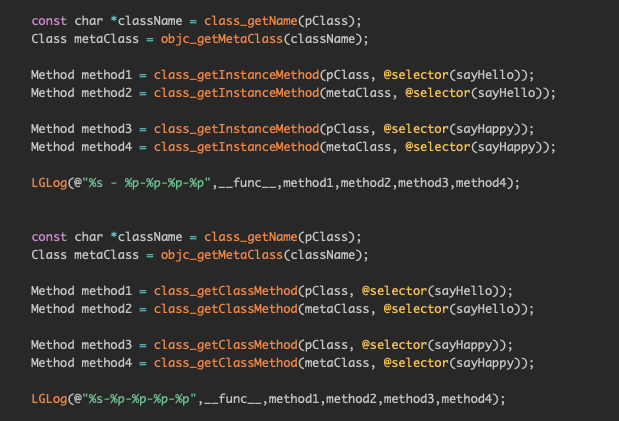 const char *className = class_getName(pClass);
Class metaClass = objc_getMetaClass(className);
Method method1 = class_getInstanceMethod(pClass, @selector(sayHello));
Method method2 = class_getInstanceMethod(metaClass, @selector(sayHello));
Method method3 = class_getInstanceMethod(pClass, @selector(sayHappy));
Method method4 = class_getInstanceMethod(metaClass, @selector(sayHappy));
LGLog(@"%s - %p-%p-%p-%p",__func__,method1,method2,method3,method4);
const char *className = class_getName(pClass);
Class metaClass = objc_getMetaClass(className);
Method method1 = class_getClassMethod(pClass, @selector(sayHello));
Method method2 = class_getClassMethod(metaClass, @selector(sayHello));
Method method3 = class_getClassMethod(pClass, @selector(sayHappy));
Method method4 = class_getClassMethod(metaClass, @selector(sayHappy));
LGLog(@"%s-%p-%p-%p-%p",__func__,method1,method2,method3,method4);